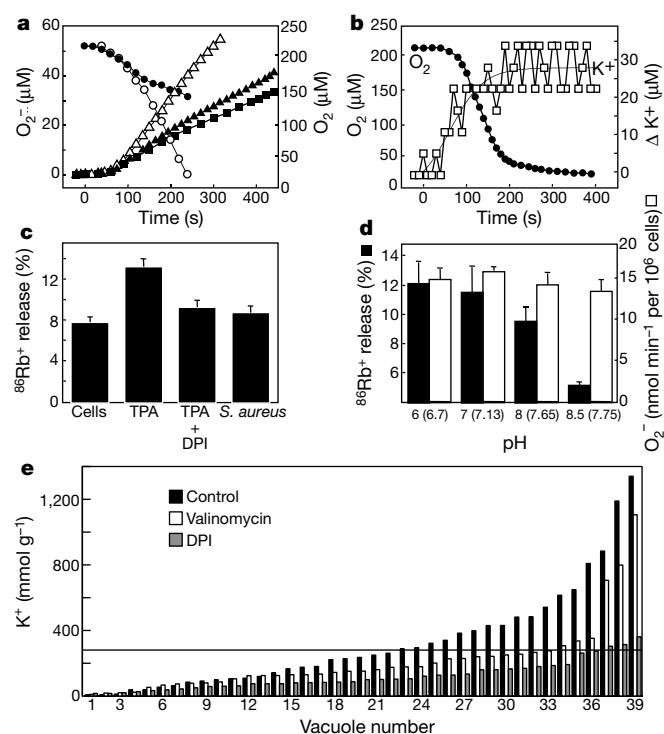 a
60
40
20
0
O2−· (μM)
250
200
150
100
50
0
O2 (μM)
0 200 400
Time (s)
b
250
200
150
100
50
O2 (μM)
O2
K+
30
20
10
0
Δ K+ (μM)
0 100 200 300 400
Time (s)
c
12
8
4
0
86Rb+ release (%)
Cells TPA TPA S. aureus
+
DPI
d
14
12
10
8
6
4
86Rb+ release (%) ■
20
15
10
5
0
O2− (nmol min−1 per 10^6 cells) □
6 (6.7) 7 (7.13) 8 (7.65) 8.5 (7.75)
pH
e
1,200
800
400
0
K+ (mmol g−1)
Control
Valinomycin
DPI
1 3 6 9 12 15 18 21 24 27 30 33 36 39
Vacuole number